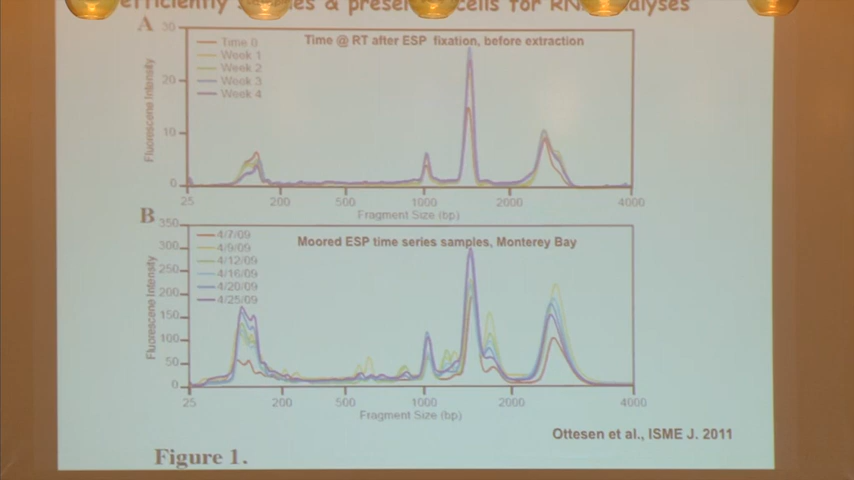 efficiently & cells for RNA
A
Time @ RT after ESP fixation, before extraction
30
20
10
0
Fluorescene Intensity
Time 0
Week 1
Week 2
Week 3
Week 4
25 200 500 1000 2000 4000
Fragment Size (bp)
B
Moored ESP time series samples, Monterey Bay
350
300
250
200
150
100
50
0
Fluorescene Intensity
4/7/09
4/9/09
4/12/09
4/16/09
4/20/09
4/25/09
25 200 500 1000 2000 4000
Fragment Size (bp)
Ottesen et al., ISME J. 2011
Figure 1.